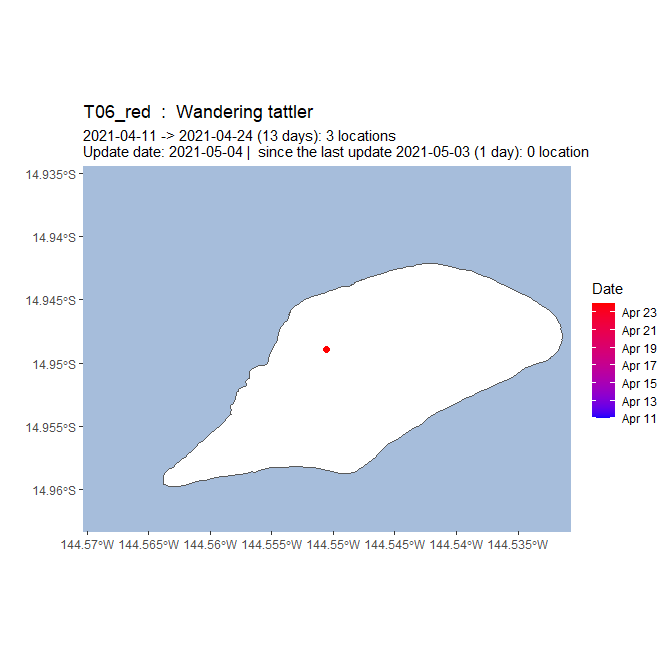 T06_red : Wandering tattler
2021-04-11 -> 2021-04-24 (13 days): 3 locations
Update date: 2021-05-04 | since the last update 2021-05-03 (1 day): 0 location
14.935°S
14.94°S
14.945°S
14.95°S
14.955°S
14.96°S
144.57°W 144.565°W 144.56°W 144.555°W 144.55°W 144.545°W 144.54°W 144.535°W
Date
Apr 23
Apr 21
Apr 19
Apr 17
Apr 15
Apr 13
Apr 11